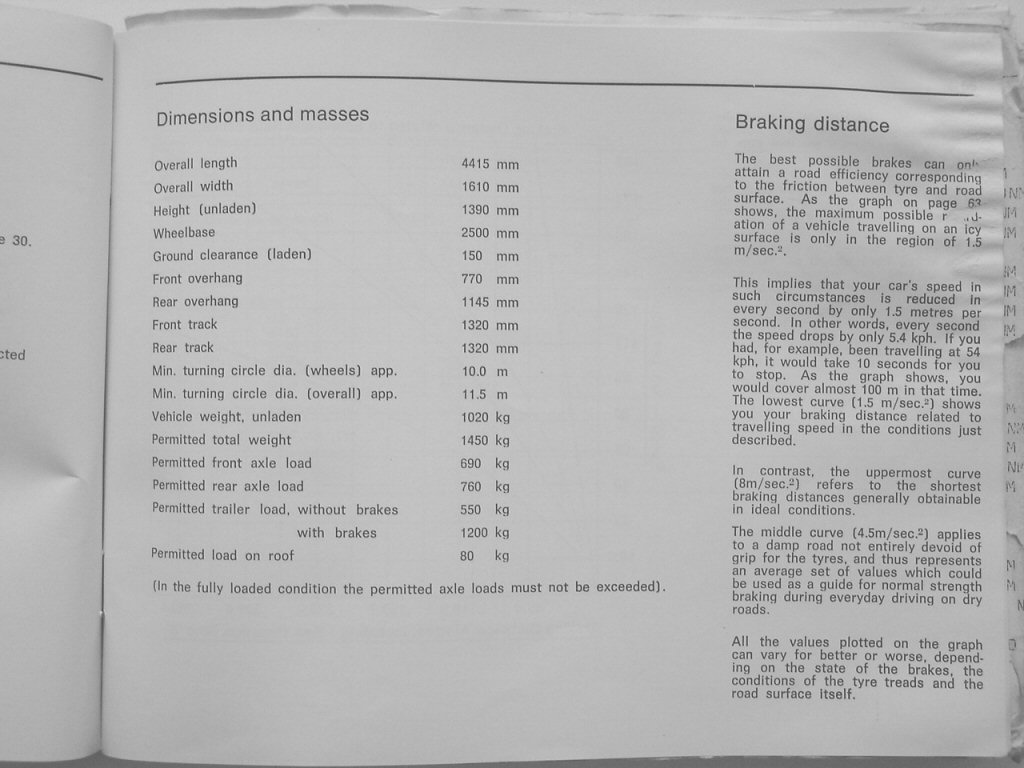 e 30.
cted
Dimensions and masses
Overall length 4415 mm
Overall width 1610 mm
Height (unladen) 1390 mm
Wheelbase 2500 mm
Ground clearance (laden) 150 mm
Front overhang 770 mm
Rear overhang 1145 mm
Front track 1320 mm
Rear track 1320 mm
Min. turning circle dia. (wheels) app. 10.0 m
Min. turning circle dia. (overall) app. 11.5 m
Vehicle weight, unladen 1020 kg
Permitted total weight 1450 kg
Permitted front axle load 690 kg
Permitted rear axle load 760 kg
Permitted trailer load, without brakes 550 kg
with brakes 1200 kg
Permitted load on roof 80 kg
(In the fully loaded condition the permitted axle loads must not be exceeded).
Braking distance
The best possible brakes can
attain a road efficiency corresponding
to the friction between tyre and road
surface. As the graph on page
shows, the maximum possible
ation of a vehicle travelling on an icy
surface is only in the region of 1.5
m/sec.².
This implies that your car's speed in
such circumstances is reduced in
every second by only 1.5 metres per
second. In other words, every second
the speed drops by only 5.4 kph. If you
had, for example, been travelling at 54
kph, it would take 10 seconds for you
to stop. As the graph shows, you
would cover almost 100 m in that time.
The lowest curve (1.5 m/sec.²) shows
you your braking distance related to
travelling speed in the conditions just
described.
In contrast, the uppermost curve
(8m/sec.²) refers to the shortest
braking distances generally obtainable
in ideal conditions.
The middle curve (4.5m/sec.²) applies
to a damp road not entirely devoid of
grip for the tyres, and thus represents
an average set of values which could
be used as a guide for normal strength
braking during everyday driving on dry
roads.
All the values plotted on the graph
can vary for better or worse, depend-
ing on the state of the brakes, the
conditions of the tyre treads and the
road surface itself.